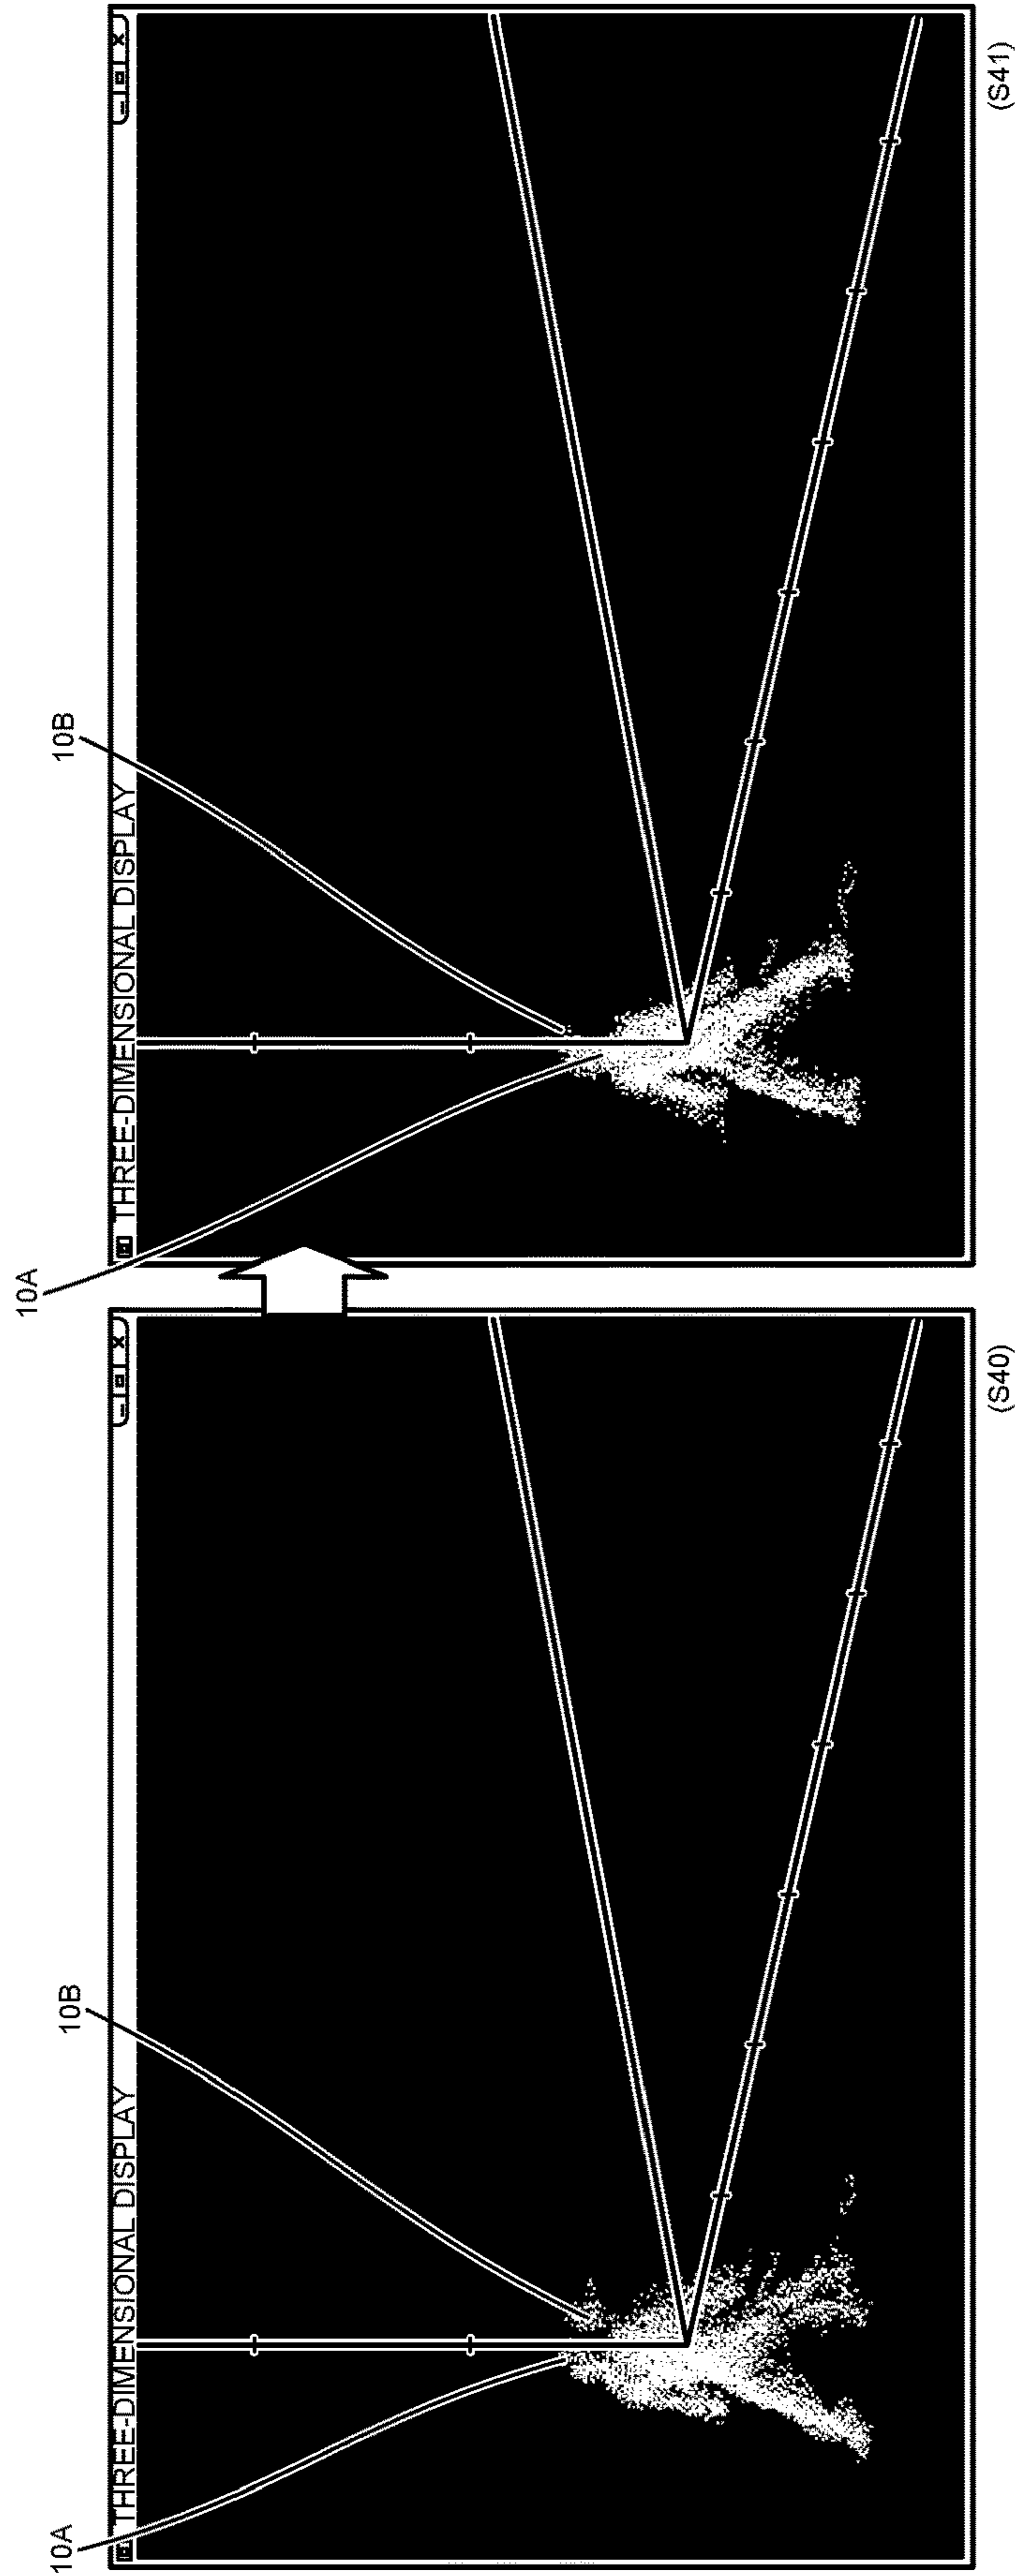 10A
10B
THREE-DIMENSIONAL DISPLAY
(S40)
10A
10B
THREE-DIMENSIONAL DISPLAY
(S41)